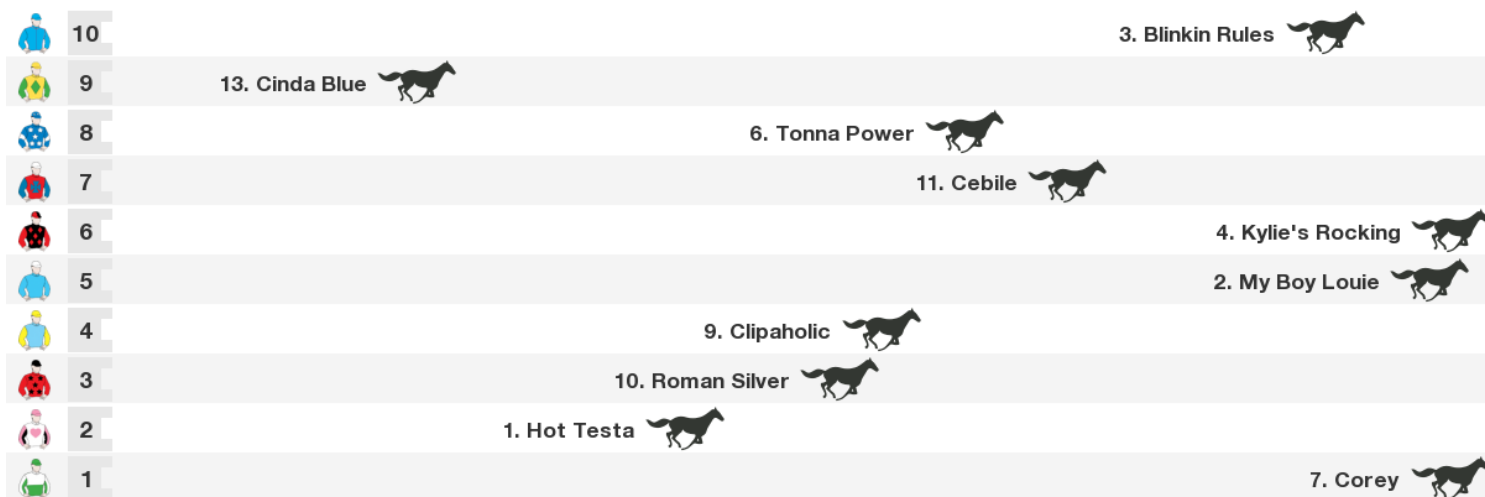 10 3. Blinkin Rules
9 13. Cinda Blue
8 6. Tonna Power
7 11. Cebile
6 4. Kylie's Rocking
5 2. My Boy Louie
4 9. Clipaholic
3 10. Roman Silver
2 1. Hot Testa
1 7. Corey